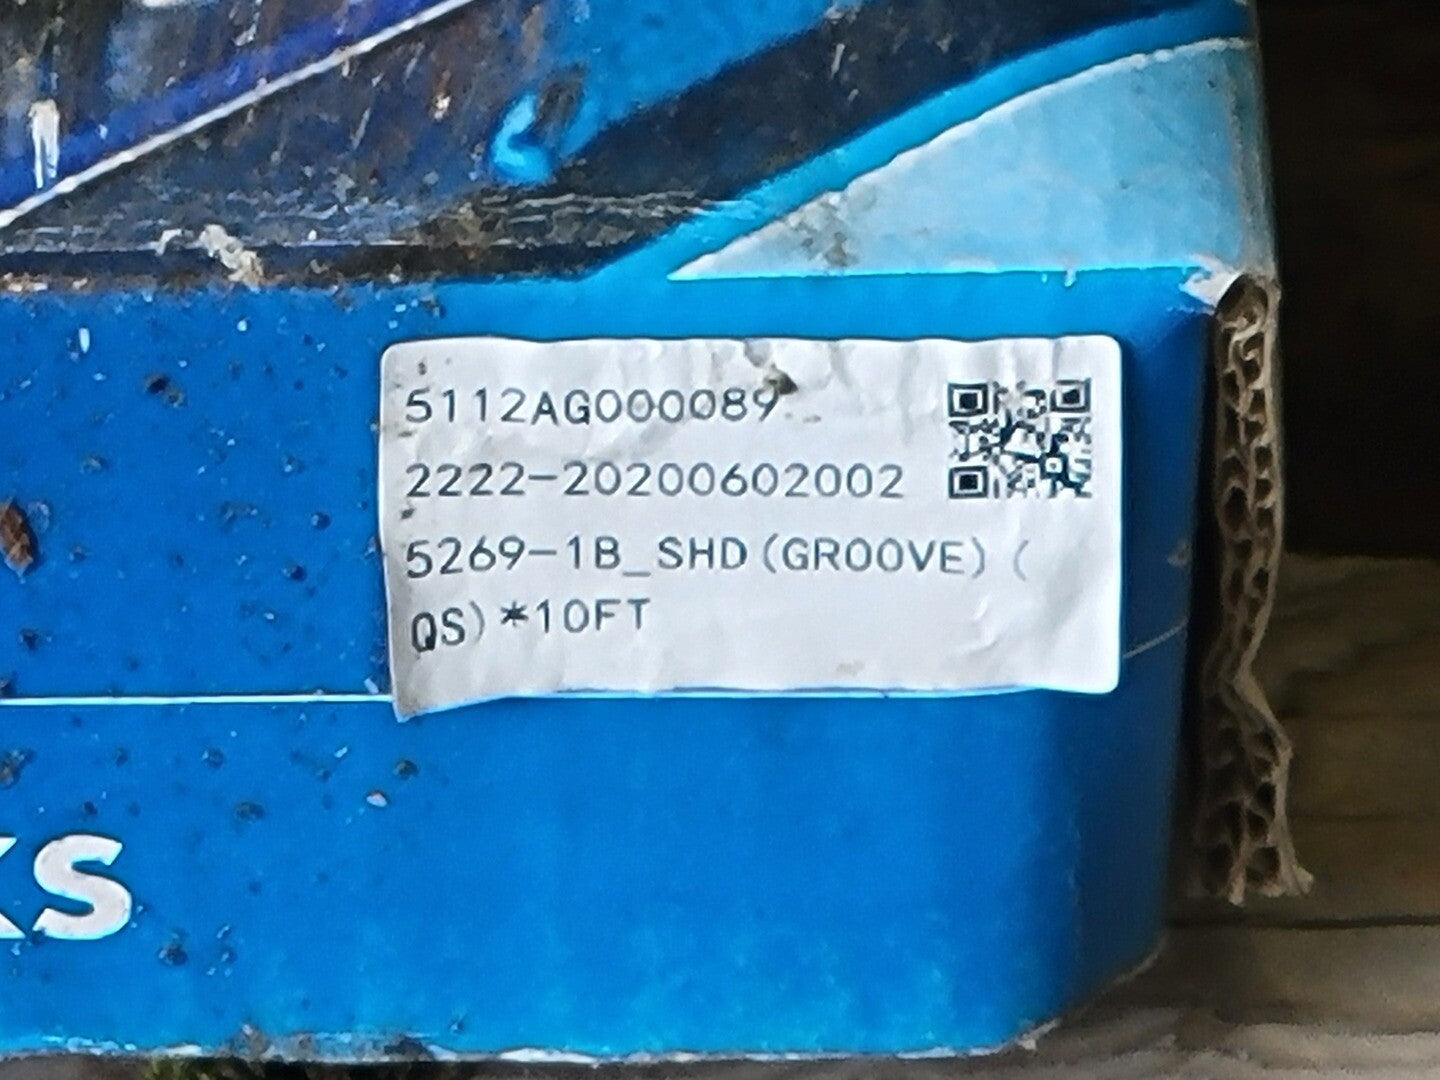 5112AG000089
2222-20200602002
5269-1B_SHD(GROOVE)(
QS)*10FT